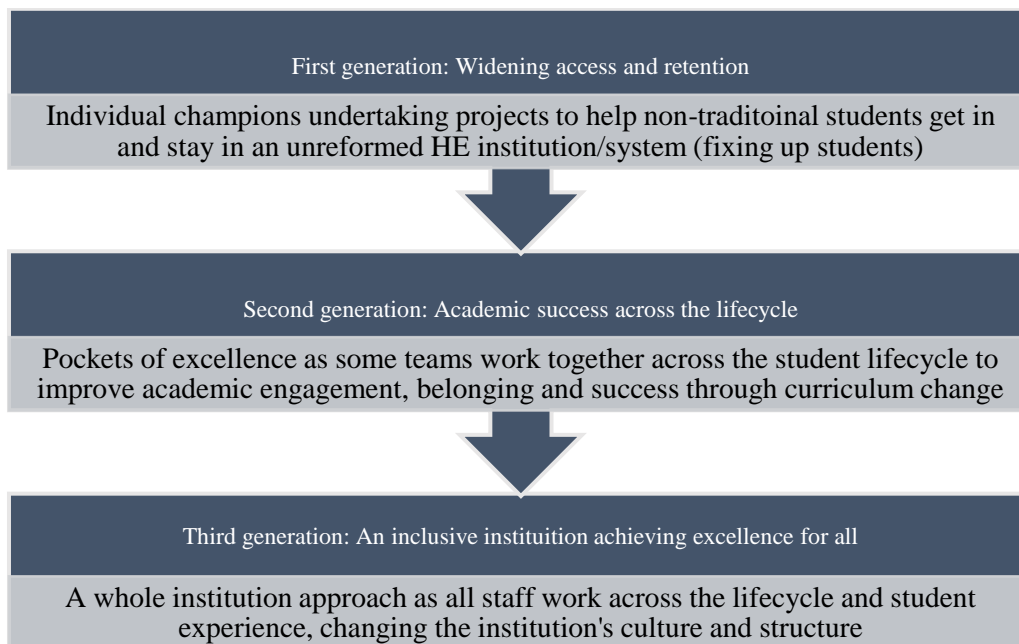 First generation: Widening access and retention
Individual champions undertaking projects to help non-traditoinal students get in
and stay in an unreformed HE institution/system (fixing up students)
Second generation: Academic success across the lifecycle
Pockets of excellence as some teams work together across the student lifecycle to
improve academic engagement, belonging and success through curriculum change
Third generation: An inclusive instituition achieving excellence for all
A whole institution approach as all staff work across the lifecycle and student
experience, changing the institution's culture and structure